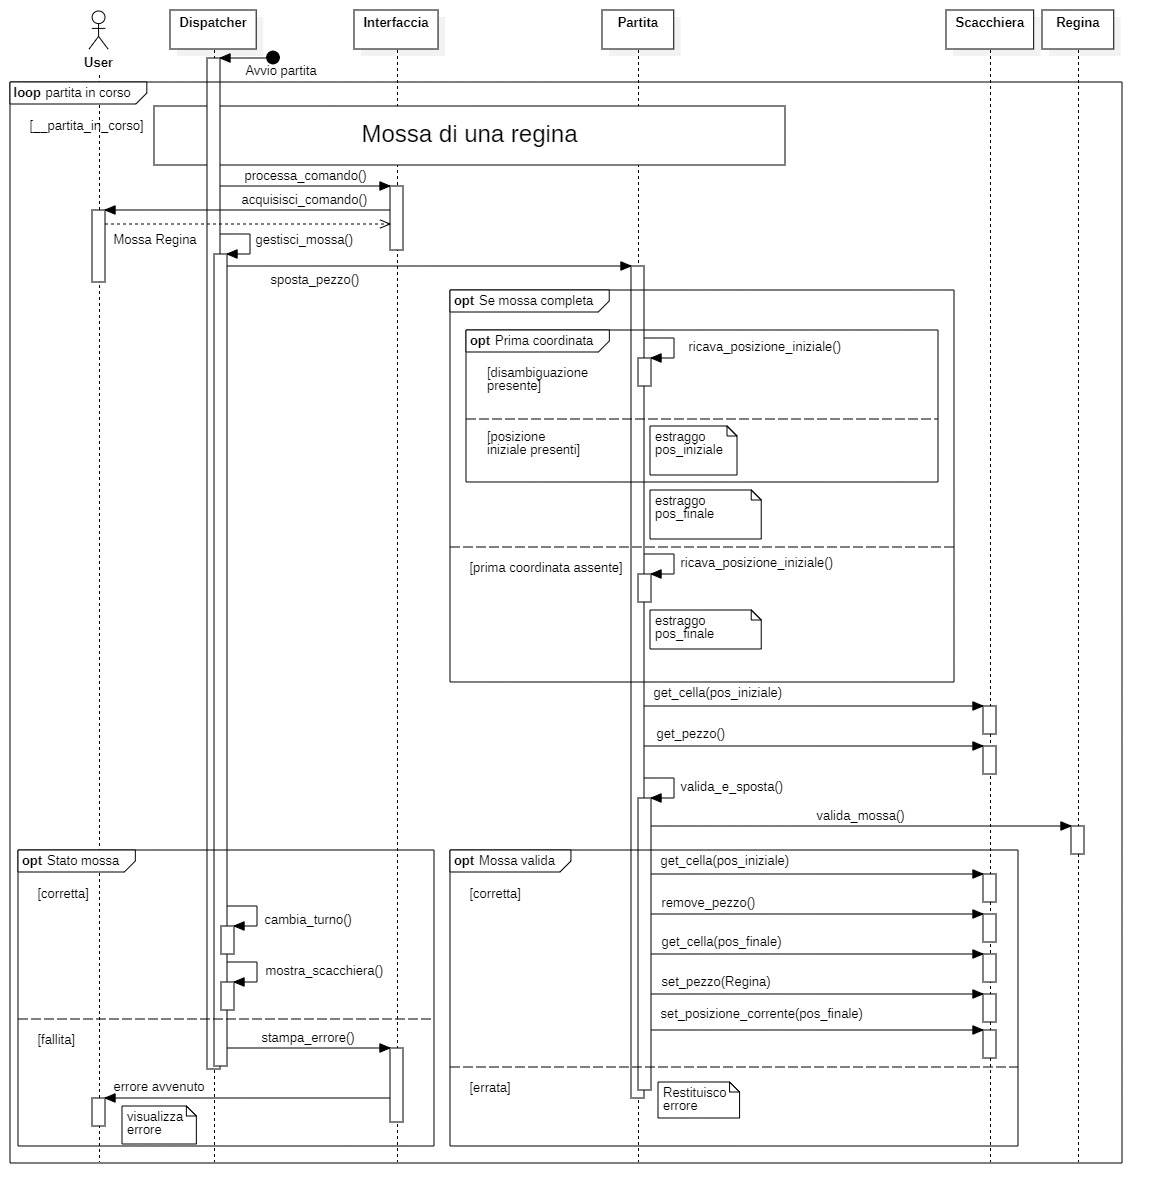 Dispatcher
Interfaccia
Partita
Scacchiera
Regina
User
Avvio partita
loop partita in corso
[__partita_in_corso]
Mossa di una regina
processa_comando()
acquisisci_comando()
Mossa Regina
gestisci_mossa()
sposta_pezzo()
opt Se mossa completa
opt Prima coordinata
ricava_posizione_iniziale()
[disambiguazione
presente]
[posizione
iniziale presenti]
estraggo
pos_iniziale
estraggo
pos_finale
[prima coordinata assente]
ricava_posizione_iniziale()
estraggo
pos_finale
get_cella(pos_iniziale)
get_pezzo()
valida_e_sposta()
valida_mossa()
opt Stato mossa
[corretta]
cambia_turno()
mostra_scacchiera()
[fallita]
stampa_errore()
errore avvenuto
visualizza
errore
opt Mossa valida
[corretta]
get_cella(pos_iniziale)
remove_pezzo()
get_cella(pos_finale)
set_pezzo(Regina)
set_posizione_corrente(pos_finale)
[errata]
Restituisco
errore